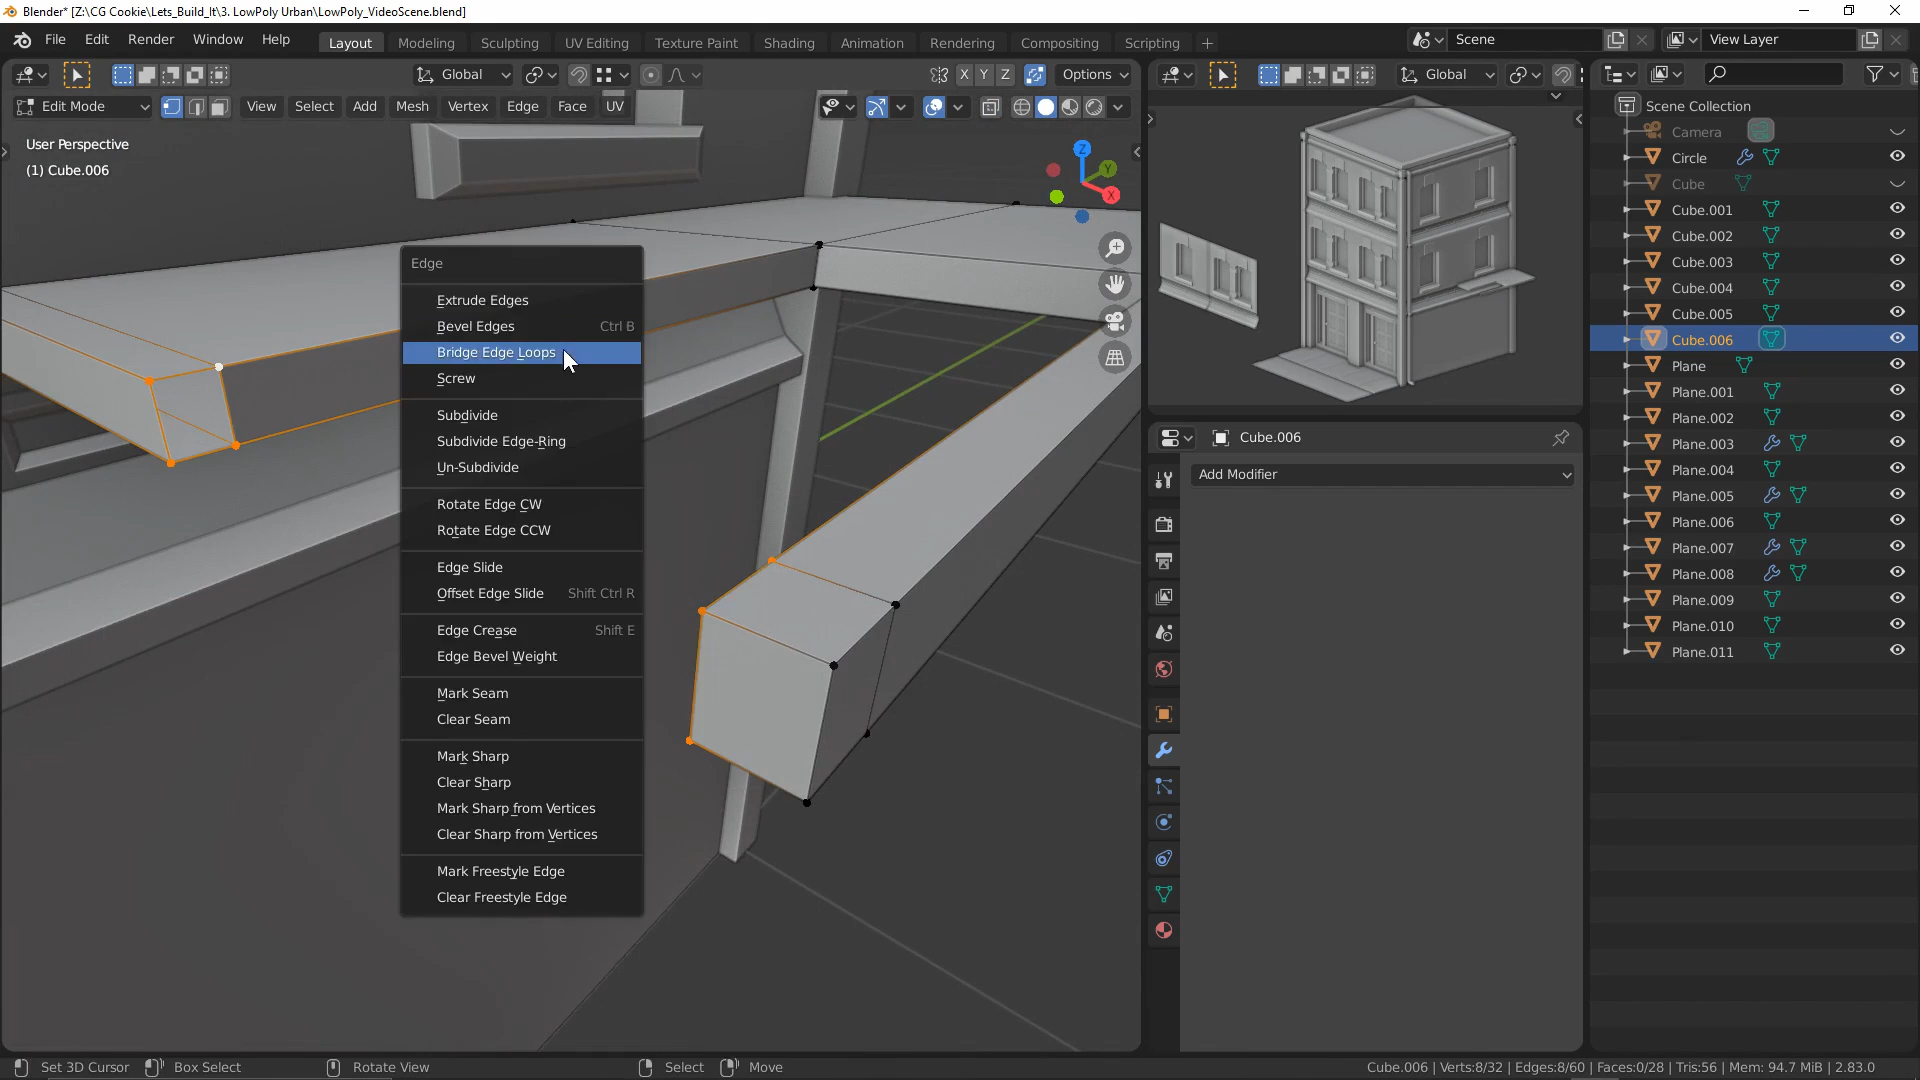 Blender* [Z:\CG Cookie\Lets_Build_It\3. LowPoly Urban\LowPoly_VideoScene.blend]
File Edit Render Window Help
Layout Modeling Sculpting UV Editing Texture Paint Shading Animation Rendering Compositing Scripting +
Scene
View Layer
Global
X Y Z
Options
Global
Edit Mode
View Select Add Mesh Vertex Edge Face UV
User Perspective
(1) Cube.006
Z
Y
X
Edge
Extrude Edges
Bevel Edges Ctrl B
Bridge Edge Loops
Screw
Subdivide
Subdivide Edge-Ring
Un-Subdivide
Rotate Edge CW
Rotate Edge CCW
Edge Slide
Offset Edge Slide Shift Ctrl R
Edge Crease Shift E
Edge Bevel Weight
Mark Seam
Clear Seam
Mark Sharp
Clear Sharp
Mark Sharp from Vertices
Clear Sharp from Vertices
Mark Freestyle Edge
Clear Freestyle Edge
Cube.006
Add Modifier
Scene Collection
Camera
Circle
Cube
Cube.001
Cube.002
Cube.003
Cube.004
Cube.005
Cube.006
Plane
Plane.001
Plane.002
Plane.003
Plane.004
Plane.005
Plane.006
Plane.007
Plane.008
Plane.009
Plane.010
Plane.011
Set 3D Cursor
Box Select
Rotate View
Select
Move
Cube.006 | Verts:8/32 | Edges:8/60 | Faces:0/28 | Tris:56 | Mem: 94.7 MiB | 2.83.0